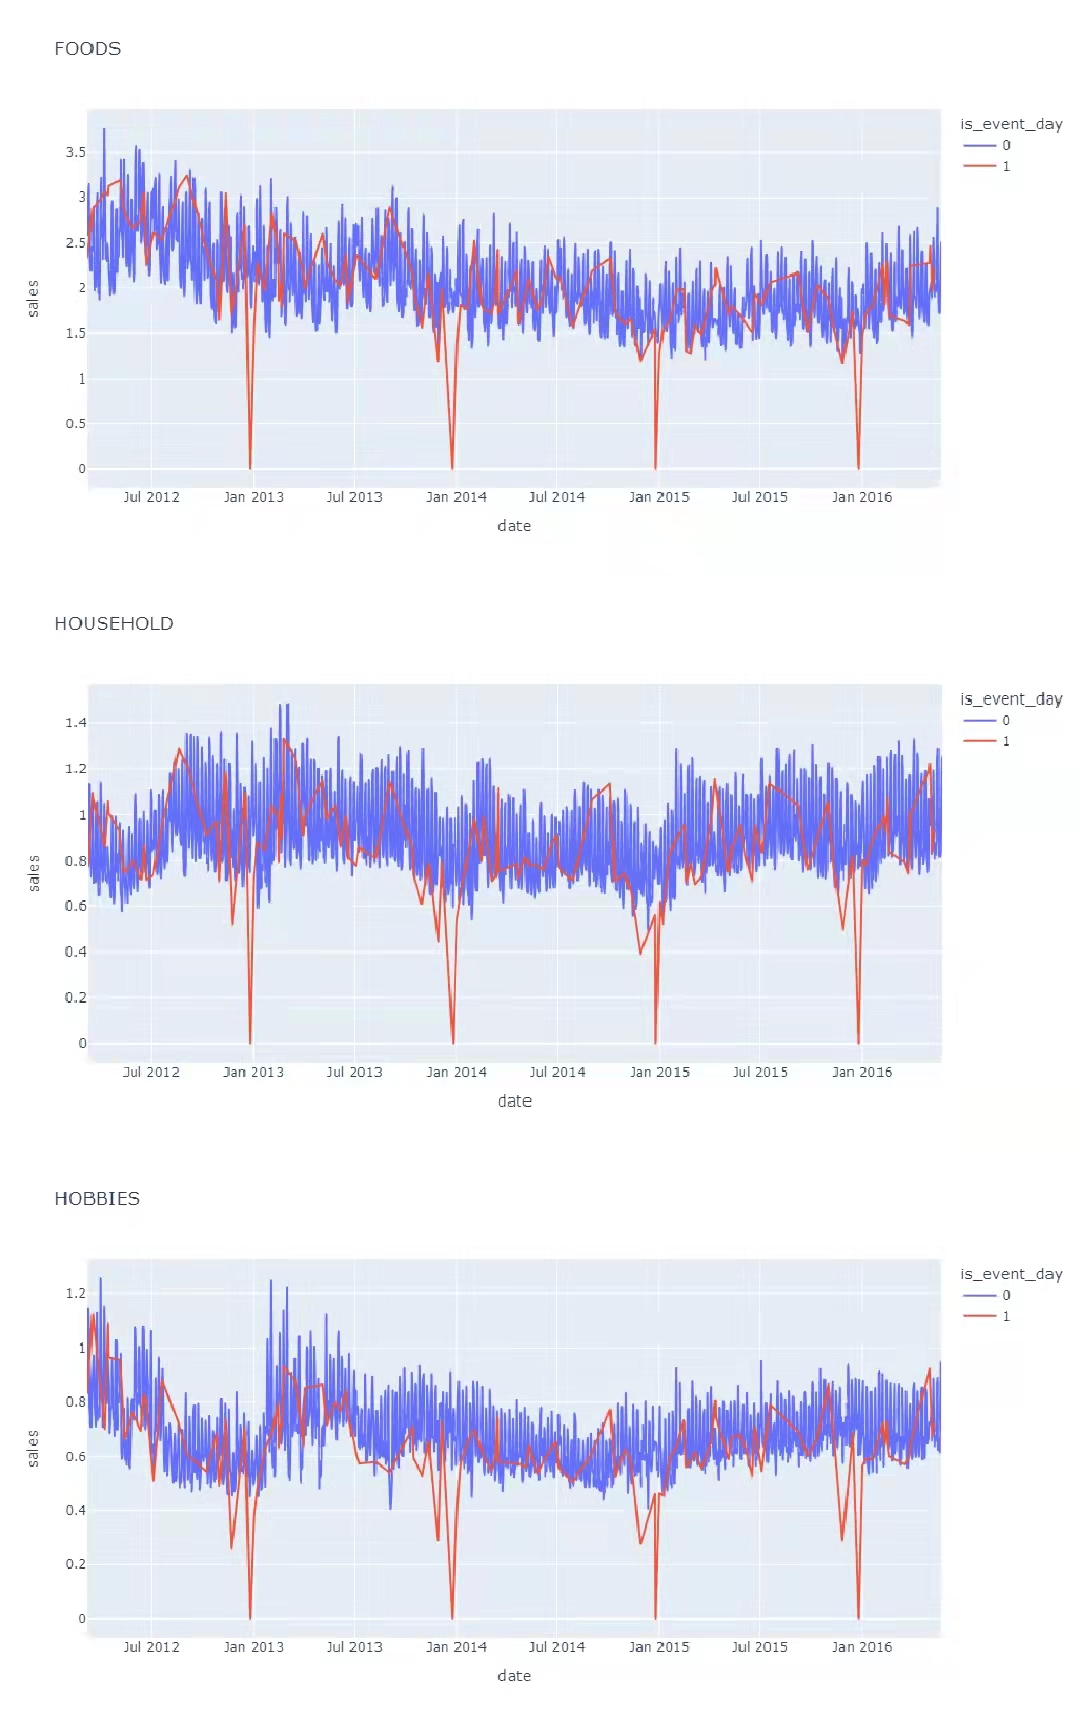 FOODS
is_event_day
0
1
3.5
3
2.5
2
1.5
1
0.5
0
sales
Jul 2012 Jan 2013 Jul 2013 Jan 2014 Jul 2014 Jan 2015 Jul 2015 Jan 2016
date
HOUSEHOLD
is_event_day
0
1
1.4
1.2
1
0.8
0.6
0.4
0.2
0
sales
Jul 2012 Jan 2013 Jul 2013 Jan 2014 Jul 2014 Jan 2015 Jul 2015 Jan 2016
date
HOBBIES
is_event_day
0
1
1.2
1
0.8
0.6
0.4
0.2
0
sales
Jul 2012 Jan 2013 Jul 2013 Jan 2014 Jul 2014 Jan 2015 Jul 2015 Jan 2016
date